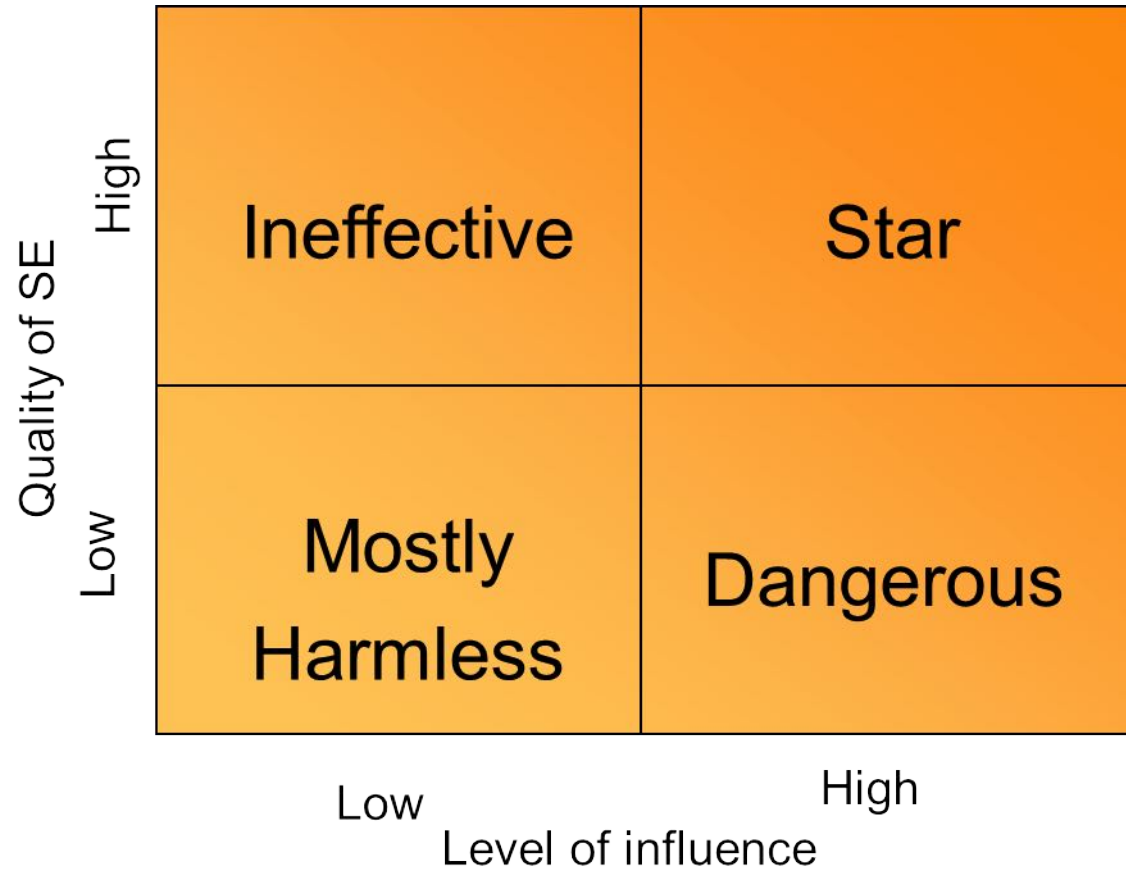 Quality of SE
High
Low
Ineffective
Star
Mostly
Harmless
Dangerous
Low
High
Level of influence